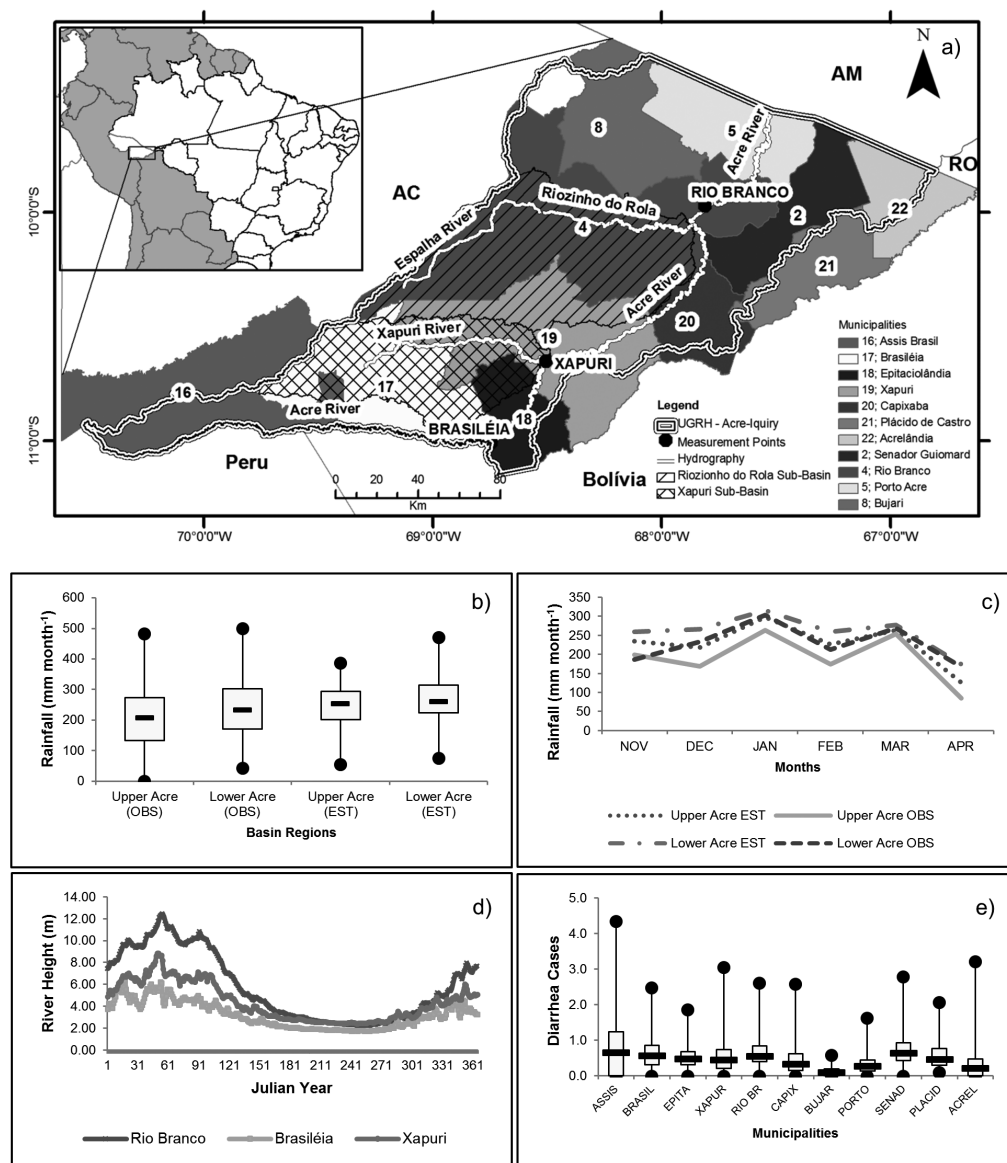 N
a)
AM
RO
AC
8
5
Acre River
RIO BRANCO
2
22
Riozinho do Rola
4
Espalha River
21
Acre River
20
Xapuri River
19
XAPURI
16
17
Acre River
BRASILÉIA
18
Peru
Bolívia
10°0'0"S
11°0'0"S
0 20 40 80
Km
70°0'0"W
69°0'0"W
68°0'0"W
67°0'0"W
Legend
UGRH - Acre-Iquiry
Measurement Points
Hydrography
Riozionho do Rola Sub-Basin
Xapuri Sub-Basin
Municipalities
16; Assis Brasil
17; Brasiléia
18; Epitaciolândia
19; Xapuri
20; Capixaba
21; Plácido de Castro
22; Acrelândia
2; Senador Guiomard
4; Rio Branco
5; Porto Acre
8; Bujari
b)
Rainfall (mm month-1)
600
500
400
300
200
100
0
Upper Acre (OBS)
Lower Acre (OBS)
Upper Acre (EST)
Lower Acre (EST)
Basin Regions
c)
Rainfall (mm month-1)
350
300
250
200
150
100
50
0
NOV DEC JAN FEB MAR APR
Months
Upper Acre EST
Upper Acre OBS
Lower Acre EST
Lower Acre OBS
d)
River Height (m)
14.00
12.00
10.00
8.00
6.00
4.00
2.00
0.00
1 31 61 91 121 151 181 211 241 271 301 331 361
Julian Year
Rio Branco
Brasiléia
Xapuri
e)
Diarrhea Cases
5.0
4.0
3.0
2.0
1.0
0.0
ASSIS
BRASIL
EPITA
XAPUR
RIO BR
CAPIX
BUJAR
PORTO
SENAD
PLACID
ACREL
Municipalities